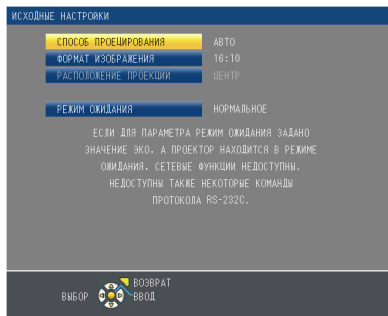 ИСХОДНЫЕ НАСТРОЙКИ
СПОСОБ ПРОЕЦИРОВАНИЯ АВТО
ФОРМАТ ИЗОБРАЖЕНИЯ 16:10
РАСПОЛОЖЕНИЕ ПРОЕКЦИИ ЦЕНТР
РЕЖИМ ОЖИДАНИЯ НОРМАЛЬНОЕ
ЕСЛИ ДЛЯ ПАРАМЕТРА РЕЖИМ ОЖИДАНИЯ ЗАДАНО
ЗНАЧЕНИЕ ЭКО, А ПРОЕКТОР НАХОДИТСЯ В РЕЖИМЕ
ОЖИДАНИЯ, СЕТЕВЫЕ ФУНКЦИИ НЕДОСТУПНЫ.
НЕДОСТУПНЫ ТАКЖЕ НЕКОТОРЫЕ КОМАНДЫ
ПРОТОКОЛА RS-232C.
ВОЗВРАТ
ВЫБОР ВВОД